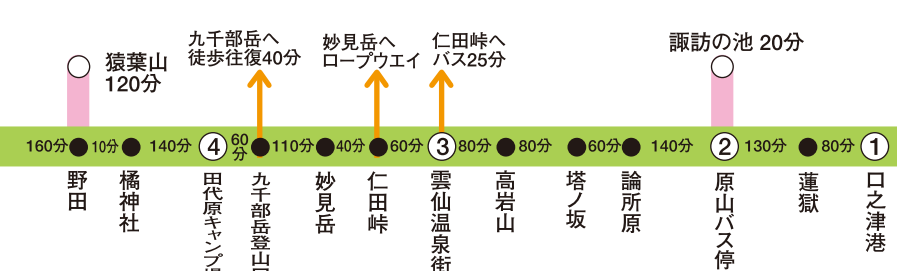 猿葉山
120分
九千部岳へ
徒歩往復40分
妙見岳へ
ロープウエイ
仁田峠へ
バス25分
諏訪の池 20分
160分
10分
140分
4
60
分
110分
40分
60分
3
80分
80分
60分
140分
2
130分
80分
1
野田
橘神社
田代原キャンプ場
九千部岳登山口
妙見岳
仁田峠
雲仙温泉街
高岩山
塔ノ坂
論所原
原山バス停
蓮獄
口之津港